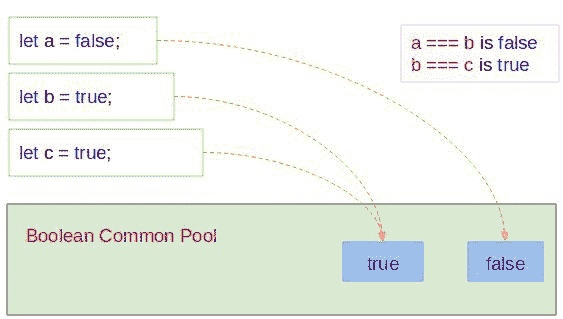 let a = false;
let b = true;
let c = true;
a === b is false
b === c is true
Boolean Common Pool
true
false